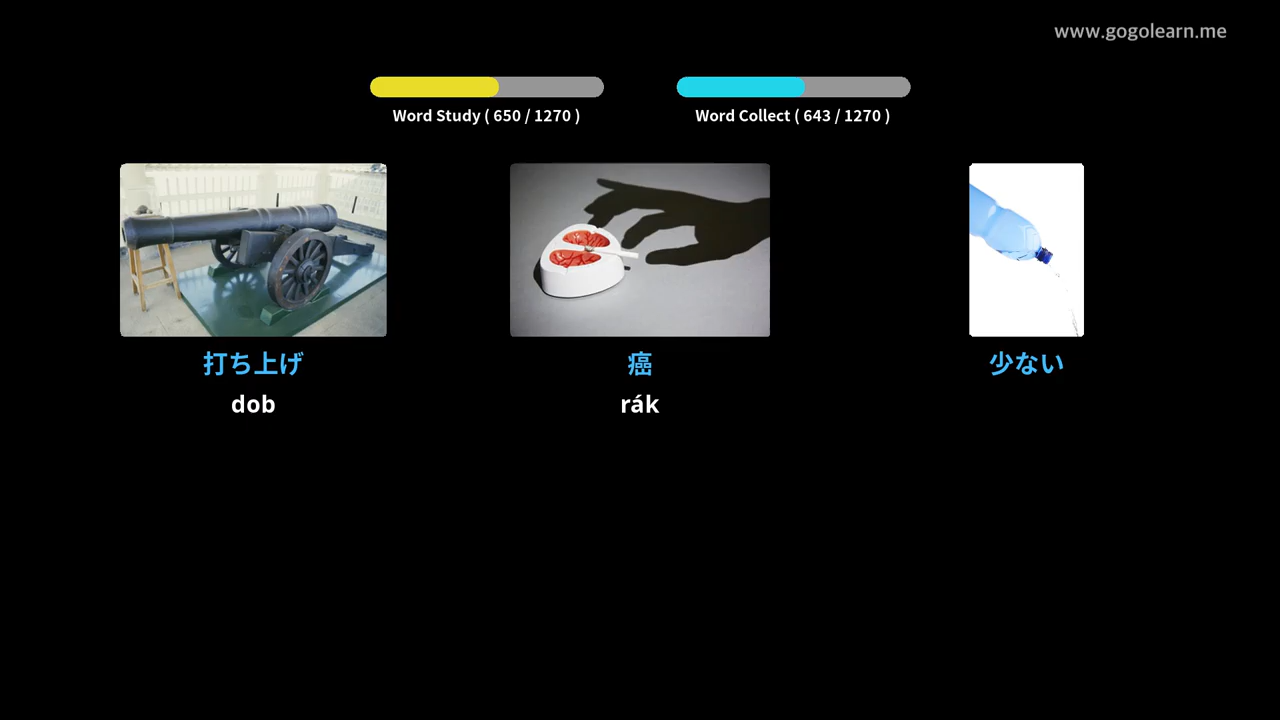 www.gogolearn.me
Word Study ( 650 / 1270 )
Word Collect ( 643 / 1270 )
打ち上げ
dob
癌
rák
少ない